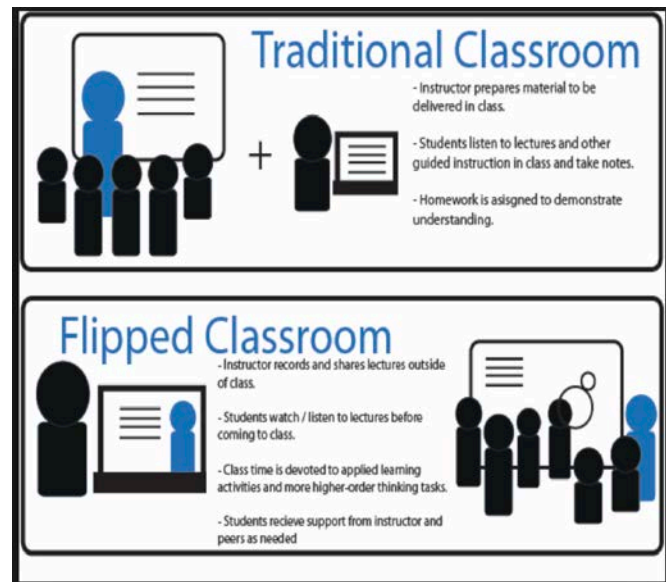 Traditional Classroom
- Instructor prepares material to be
delivered in class.
- Students listen to lectures and other
guided instruction in class and take notes.
- Homework is asisgned to demonstrate
understanding.
Flipped Classroom
- Instructor records and shares lectures outside
of class.
- Students watch / listen to lectures before
coming to class.
- Class time is devoted to applied learning
activities and more higher-order thinking tasks.
- Students recieve support from instructor and
peers as needed